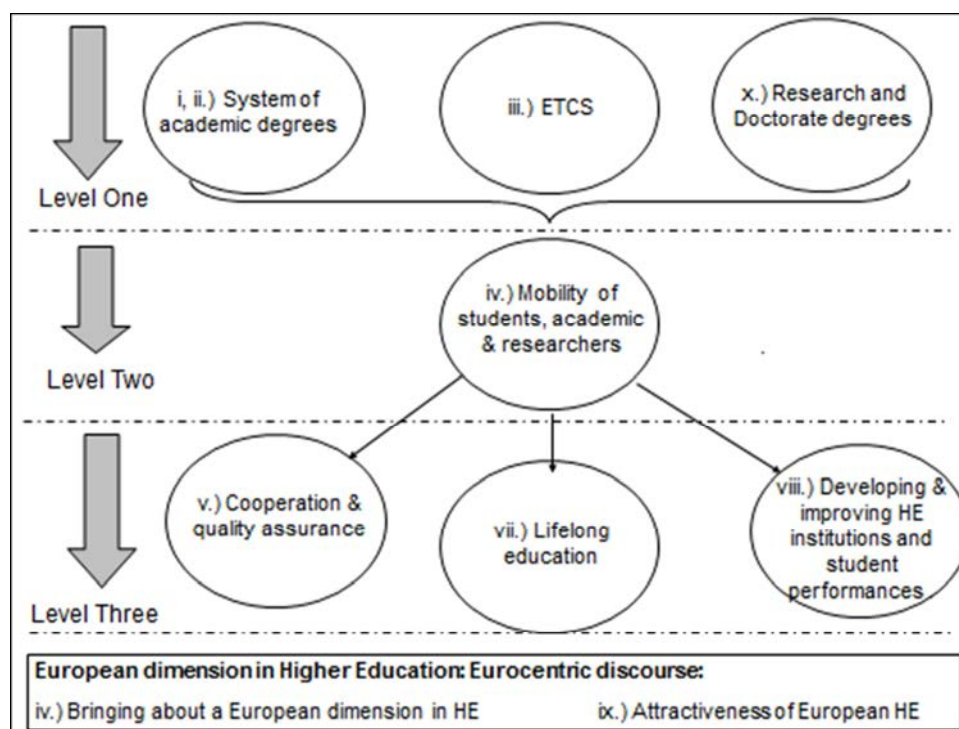 i, ii.) System of
academic degrees
iii.) ETCS
x.) Research and
Doctorate degrees
Level One
iv.) Mobility of
students, academic
& researchers
Level Two
v.) Cooperation &
quality assurance
vii.) Lifelong
education
viii.) Developing &
improving HE
institutions and
student
performances
Level Three
European dimension in Higher Education: Eurocentric discourse:
iv.) Bringing about a European dimension in HE
ix.) Attractiveness of European HE